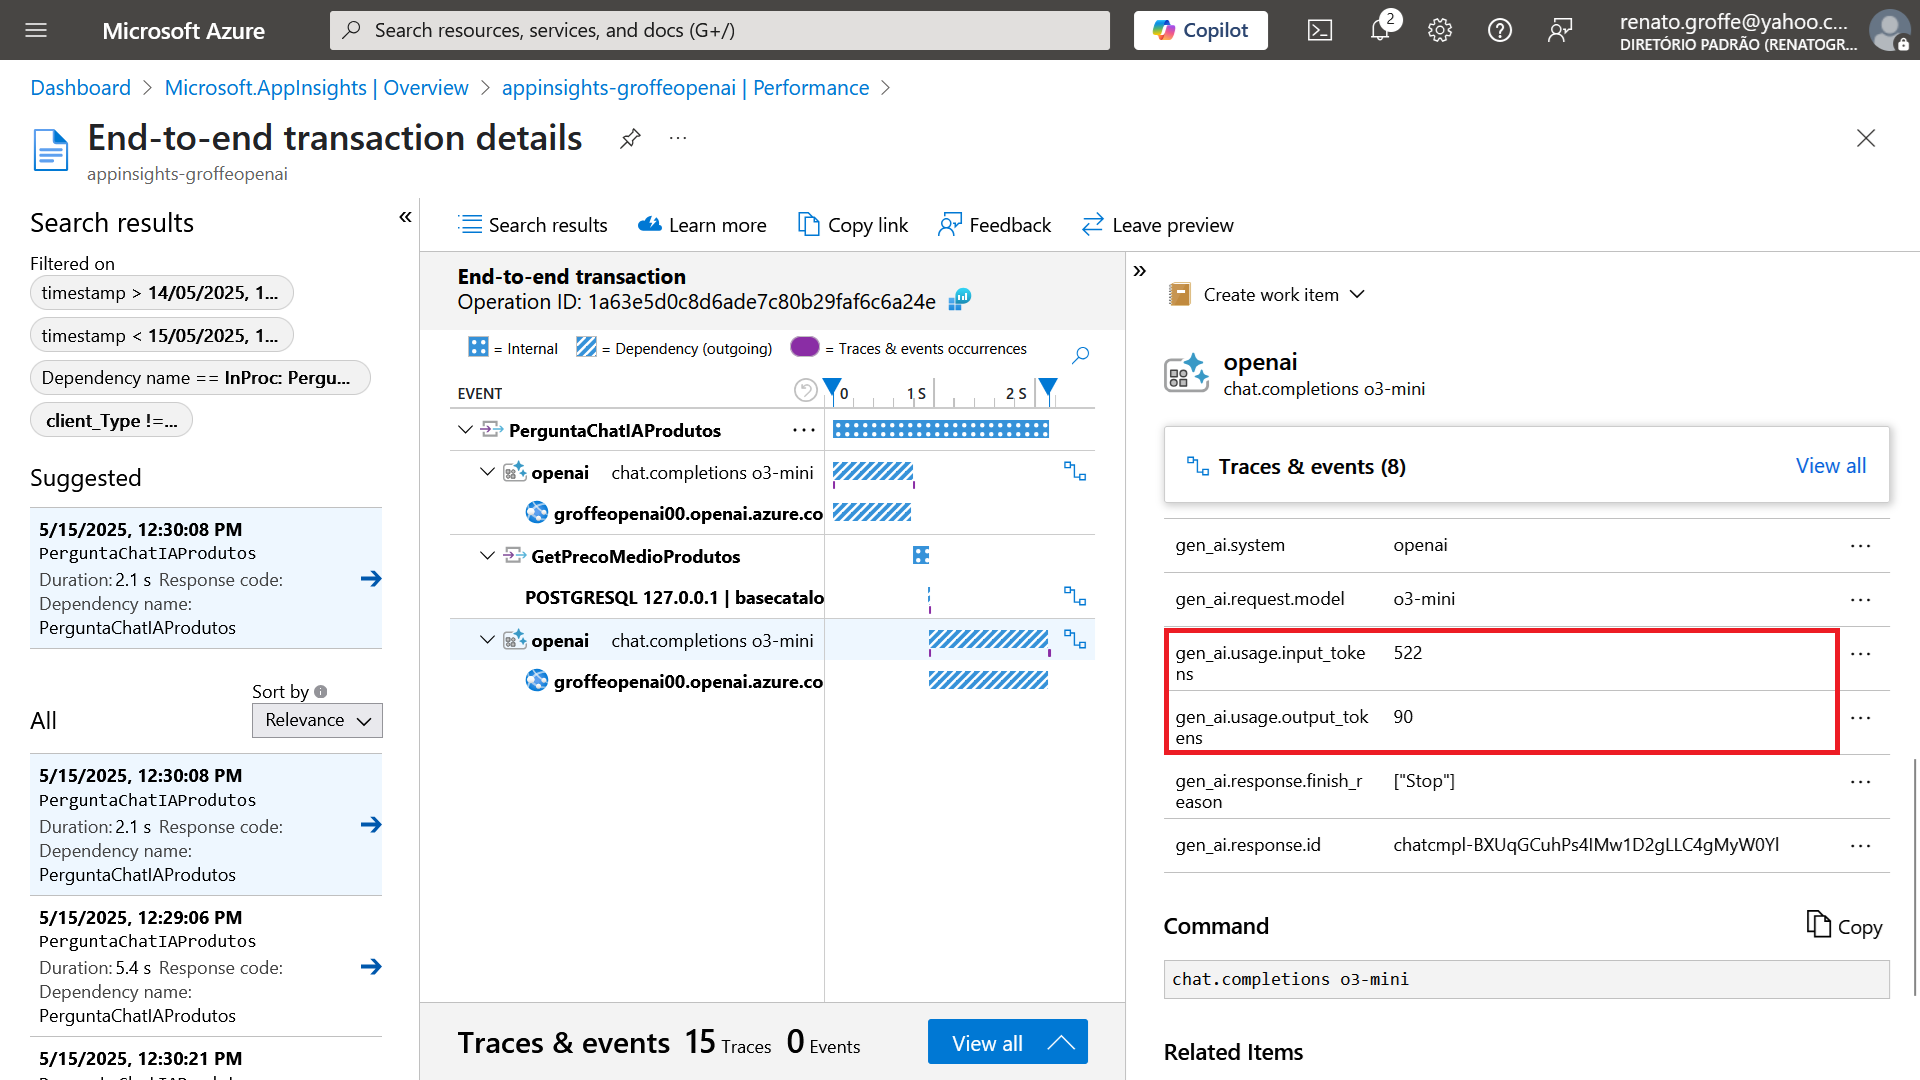 Microsoft Azure
Search resources, services, and docs (G+/)
Copilot
2
renato.groffe@yahoo.c...
DIRETÓRIO PADRÃO (RENATOGR...
Dashboard > Microsoft.AppInsights | Overview > appinsights-groffeopenai | Performance >
End-to-end transaction details
...
appinsights-groffeopenai
Search results
«
Filtered on
timestamp > 14/05/2025, 1...
timestamp < 15/05/2025, 1...
Dependency name == InProc: Pergu...
client_Type !=...
Suggested
5/15/2025, 12:30:08 PM
PerguntaChatIAProdutos
Duration: 2.1 s Response code:
Dependency name:
PerguntaChatIAProdutos
Sort by
All
Relevance
5/15/2025, 12:30:08 PM
PerguntaChatIAProdutos
Duration: 2.1 s Response code:
Dependency name:
PerguntaChatIAProdutos
5/15/2025, 12:29:06 PM
PerguntaChatIAProdutos
Duration: 5.4 s Response code:
Dependency name:
PerguntaChatIAProdutos
5/15/2025, 12:30:21 PM
Search results
Learn more
Copy link
Feedback
Leave preview
End-to-end transaction
Operation ID: 1a63e5d0c8d6ade7c80b29faf6c6a24e
= Internal
= Dependency (outgoing)
= Traces & events occurrences
EVENT
0 1 S 2 S
PerguntaChatIAProdutos ...
openai chat.completions o3-mini
groffeopenai00.openai.azure.co
GetPrecoMedioProdutos
POSTGRESQL 127.0.0.1 | basecatalo
openai chat.completions o3-mini
groffeopenai00.openai.azure.co
Traces & events 15 Traces 0 Events
View all
»
Create work item
openai
chat.completions o3-mini
Traces & events (8)
View all
gen_ai.system openai ...
gen_ai.request.model o3-mini ...
gen_ai.usage.input_toke 522 ...
ns
gen_ai.usage.output_tok 90 ...
ens
gen_ai.response.finish_r ["Stop"] ...
eason
gen_ai.response.id chatcmpl-BXUqGCuhPs4IMw1D2gLLC4gMyW0Yl ...
Command
Copy
chat.completions o3-mini
Related Items